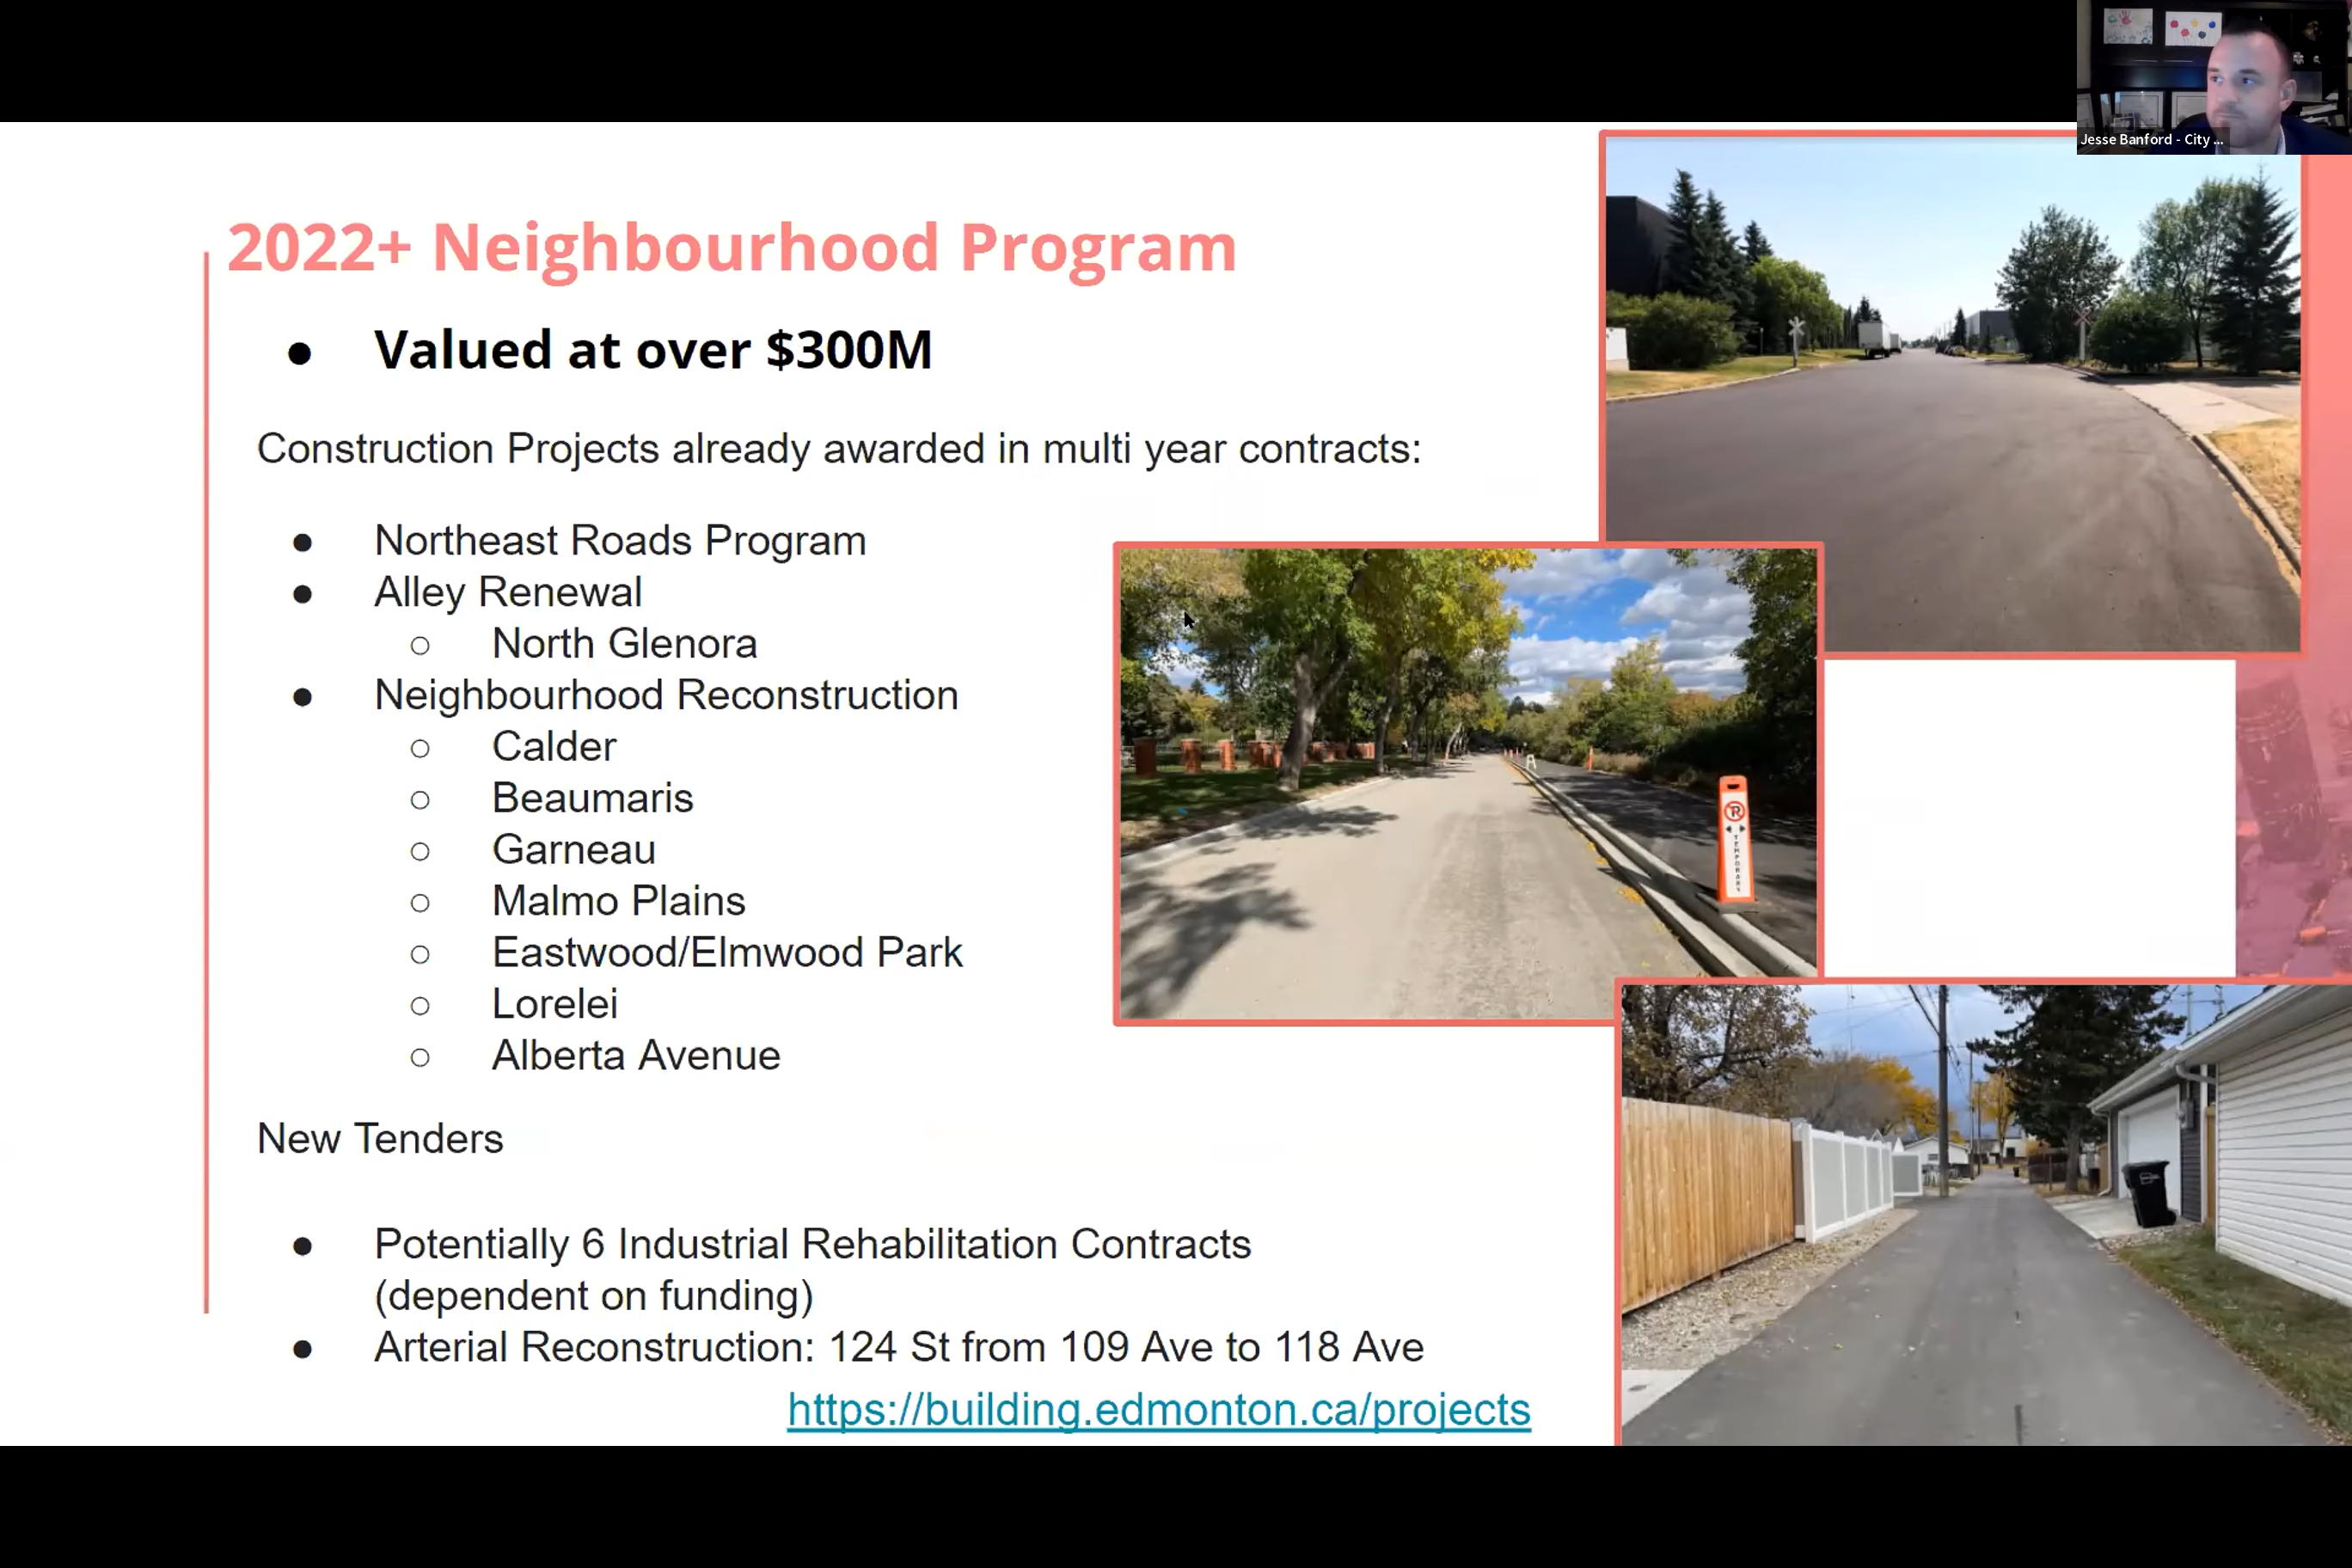 Jesse Banford - City ...
2022+ Neighbourhood Program
● Valued at over $300M
Construction Projects already awarded in multi year contracts:
● Northeast Roads Program
● Alley Renewal
○ North Glenora
● Neighbourhood Reconstruction
○ Calder
○ Beaumaris
○ Garneau
○ Malmo Plains
○ Eastwood/Elmwood Park
○ Lorelei
○ Alberta Avenue
New Tenders
● Potentially 6 Industrial Rehabilitation Contracts
(dependent on funding)
● Arterial Reconstruction: 124 St from 109 Ave to 118 Ave
https://building.edmonton.ca/projects
TEMPORARY